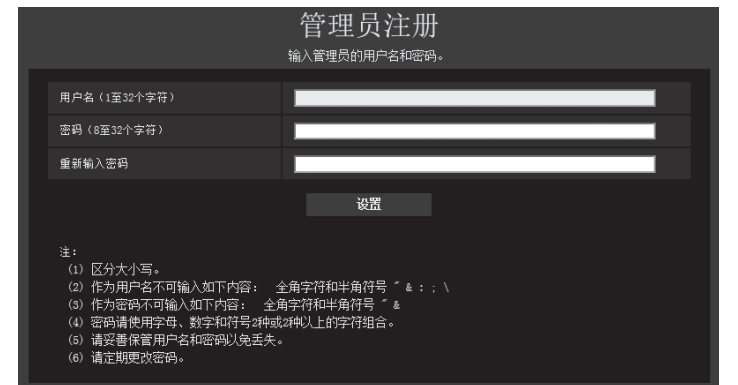 管理员注册
输入管理员的用户名和密码。
用户名（1至32个字符）
密码（8至32个字符）
重新输入密码
设置
注：
(1) 区分大小写。
(2) 作为用户名不可输入如下内容： 全角字符和半角符号 " & : ; \
(3) 作为密码不可输入如下内容： 全角字符和半角符号 " &
(4) 密码请使用字母、数字和符号2种或2种以上的字符组合。
(5) 请妥善保管用户名和密码以免丢失。
(6) 请定期更改密码。